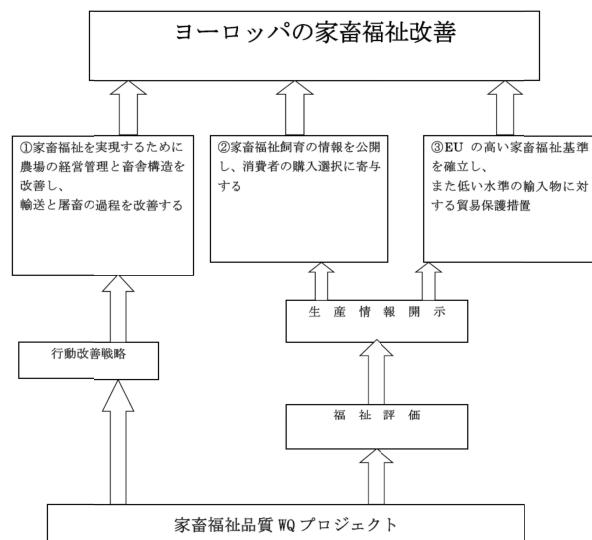 ヨーロッパの家畜福祉改善
①家畜福祉を実現するために
農場の経営管理と畜舎構造を
改善し、
輸送と屠畜の過程を改善する
②家畜福祉飼育の情報を公開
し、消費者の購入選択に寄与
する
③EU の高い家畜福祉基準
を確立し、
また低い水準の輸入物に対
する貿易保護措置
生 産 情 報 開 示
行動改善戦略
福 祉 評 価
家畜福祉品質 WQ プロジェクト